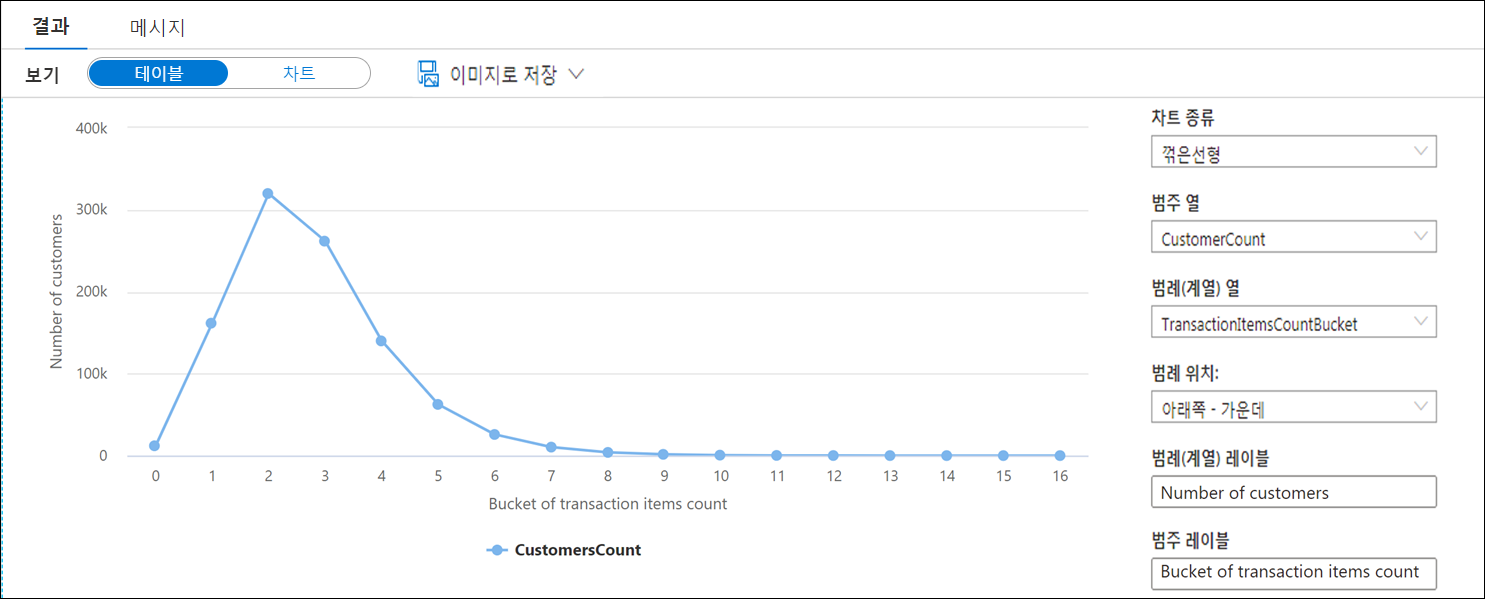 결과 메시지
보기 테이블 차트 이미지로 저장
400k
300k
200k
100k
0
Number of customers
0 1 2 3 4 5 6 7 8 9 10 11 12 13 14 15 16
Bucket of transaction items count
CustomersCount
차트 종류
꺾은선형
범주 열
CustomerCount
범례(계열) 열
TransactionItemsCountBucket
범례 위치:
아래쪽 - 가운데
범례(계열) 레이블
Number of customers
범주 레이블
Bucket of transaction items count